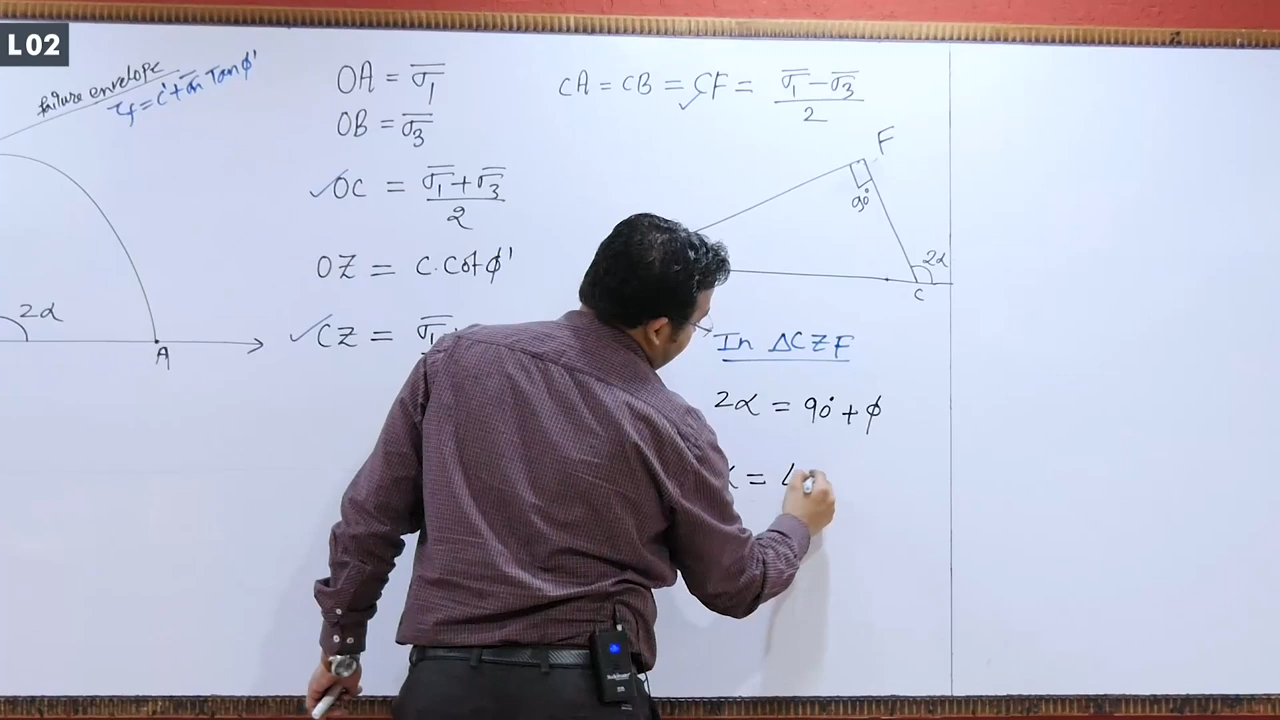 L02
failure envelope
τf = c' + σ̅n Tanϕ'
2α
A
OA = σ̅1
OB = σ̅3
✓OC = (σ̅1 + σ̅3)/2
OZ = C.Cotϕ'
✓CZ = σ̅1
CA = CB = ✓CF = (σ̅1 − σ̅3)/2
F
90°
2α
C
In ΔCZF
2α = 90° + ϕ
α =